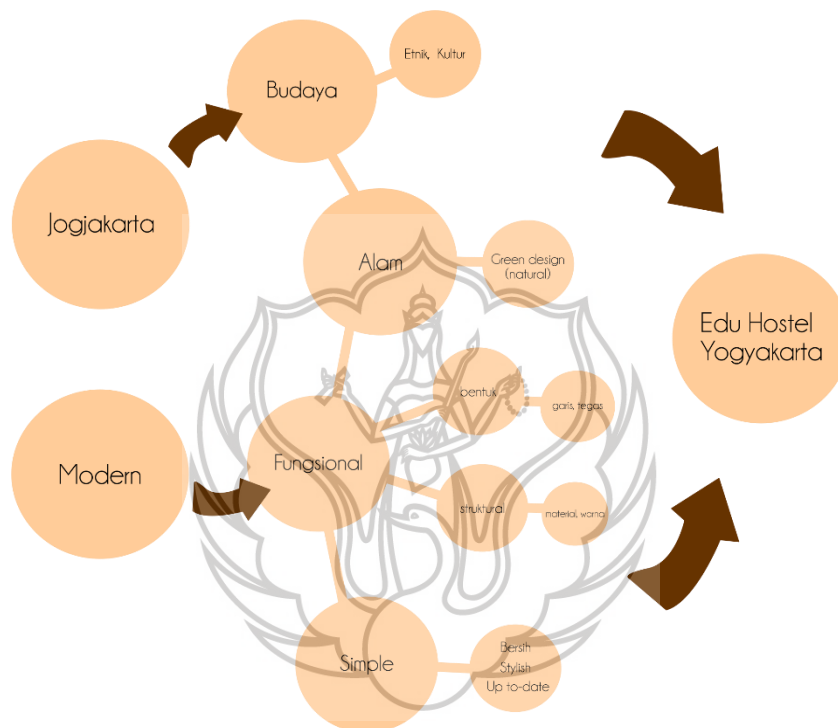 Etnik, Kultur
Budaya
Jogjakarta
Alam
Green design
(natural)
Edu Hostel
Yogyakarta
bentuk
garis, tegas
Modern
Fungsional
struktural
material, warna
Simple
Bersih
Stylish
Up to-date